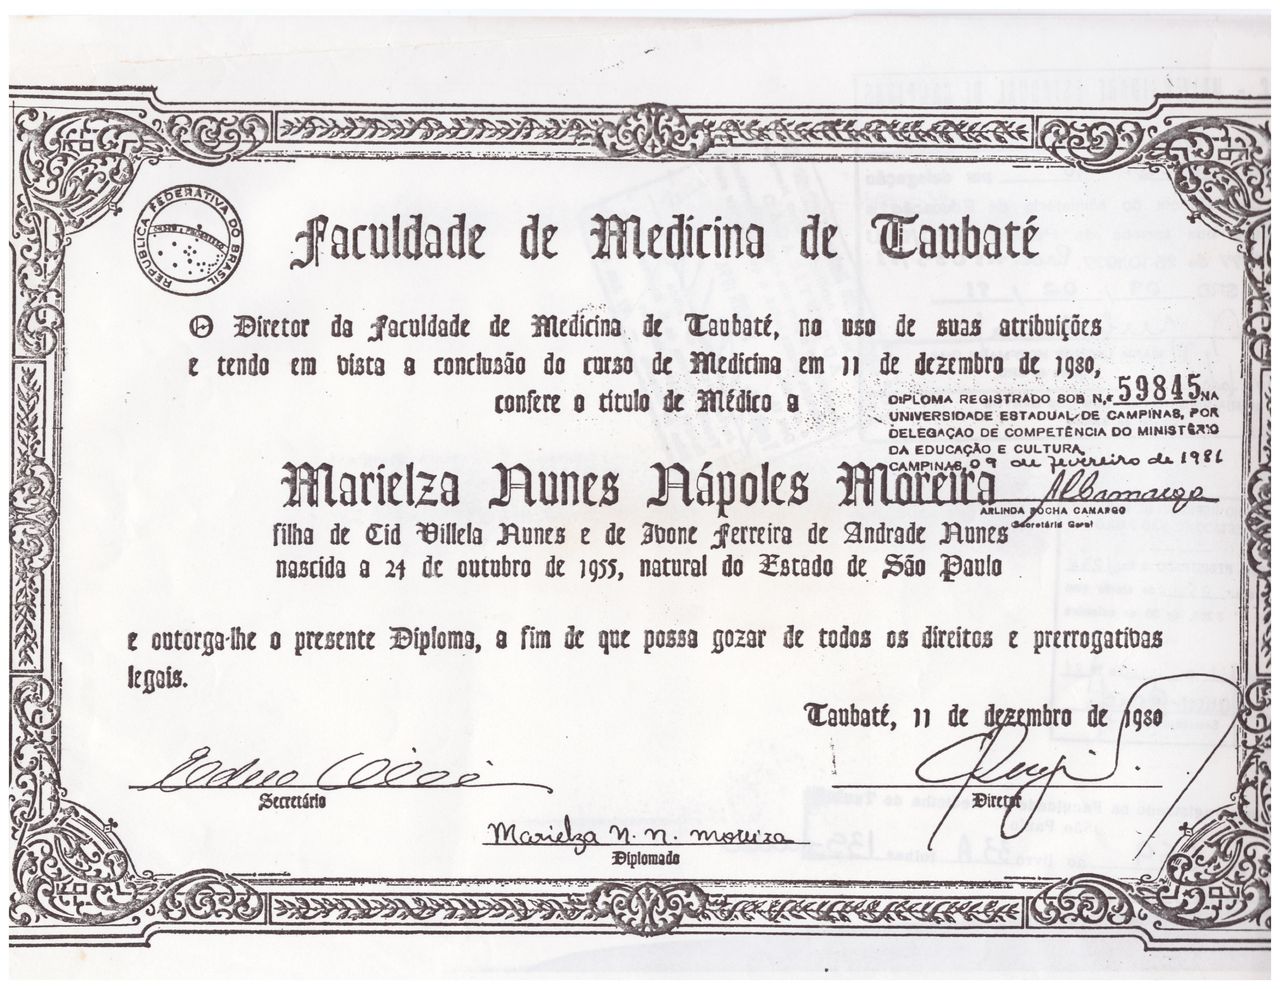 REPÚBLICA FEDERATIVA DO BRASIL
Faculdade de Medicina de Taubaté
O Diretor da Faculdade de Medicina de Taubaté, no uso de suas atribuições
e tendo em vista a conclusão do curso de Medicina em 11 de dezembro de 1980,
confere o título de Médico a
DIPLOMA REGISTRADO SOB N.º 59845 NA
UNIVERSIDADE ESTADUAL DE CAMPINAS, POR
DELEGAÇÃO DE COMPETÊNCIA DO MINISTÉRIO
DA EDUCAÇÃO E CULTURA
CAMPINAS, 09 de fevereiro de 1981
ARLINDA ROCHA CAMARGO
Secretária Geral
Marielza Nunes Nápoles Moreira
filha de Cid Villela Nunes e de Ivone Ferreira de Andrade Nunes
nascida a 24 de outubro de 1955, natural do Estado de São Paulo
e outorga-lhe o presente Diploma, a fim de que possa gozar de todos os direitos e prerrogativas
legais.
Taubaté, 11 de dezembro de 1980
Secretário
Diretor
Marielza N. N. Moreira
Diplomado